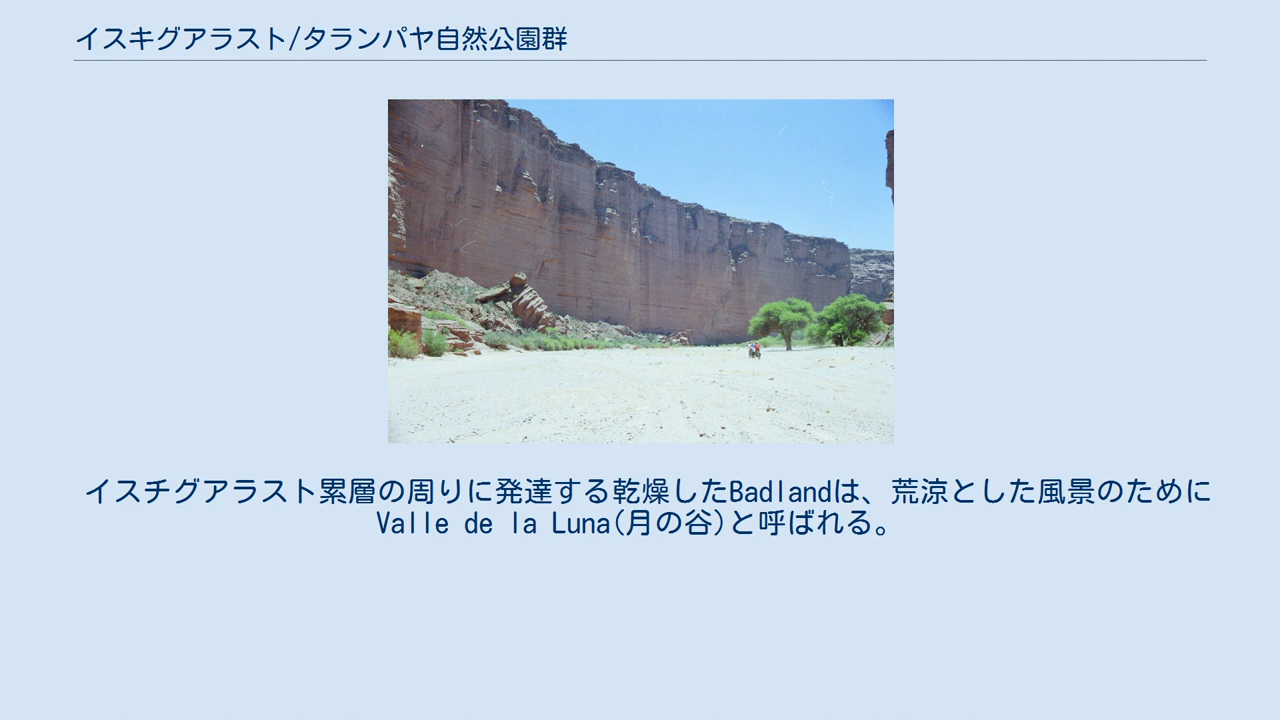 イスキグアラスト/タランパヤ自然公園群
イスチグアラスト累層の周りに発達する乾燥したBadlandは、荒涼とした風景のために
Valle de la Luna(月の谷)と呼ばれる。